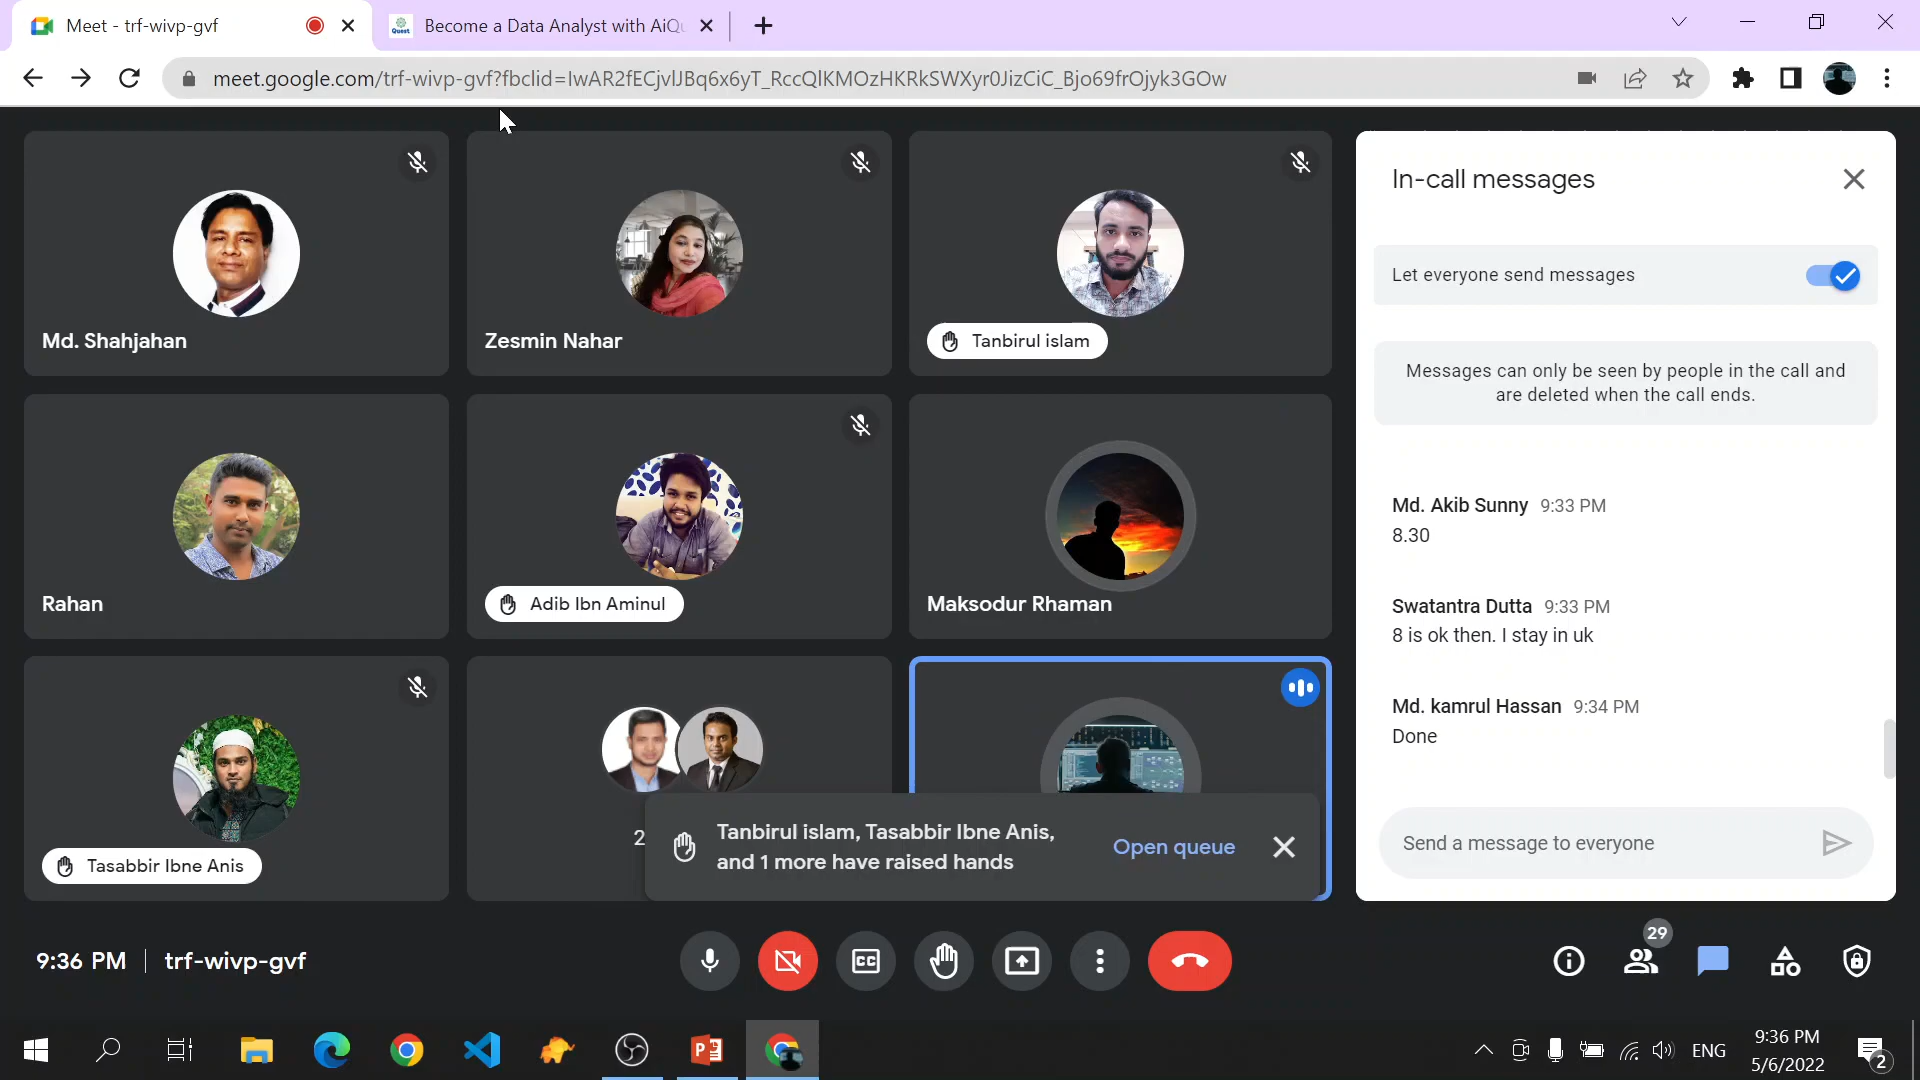 Meet - trf-wivp-gvf
Quest
Become a Data Analyst with AiQu
meet.google.com/trf-wivp-gvf?fbclid=IwAR2fECjvlJBq6x6yT_RccQlKMOzHKRkSWXyr0JizCiC_Bjo69frOjyk3GOw
Md. Shahjahan
Zesmin Nahar
Tanbirul islam
Rahan
Adib Ibn Aminul
Maksodur Rhaman
Tasabbir Ibne Anis
2
Tanbirul islam, Tasabbir Ibne Anis,
and 1 more have raised hands
Open queue
In-call messages
Let everyone send messages
Messages can only be seen by people in the call and
are deleted when the call ends.
Md. Akib Sunny 9:33 PM
8.30
Swatantra Dutta 9:33 PM
8 is ok then. I stay in uk
Md. kamrul Hassan 9:34 PM
Done
Send a message to everyone
9:36 PM
trf-wivp-gvf
CC
29
ENG
9:36 PM
5/6/2022
2